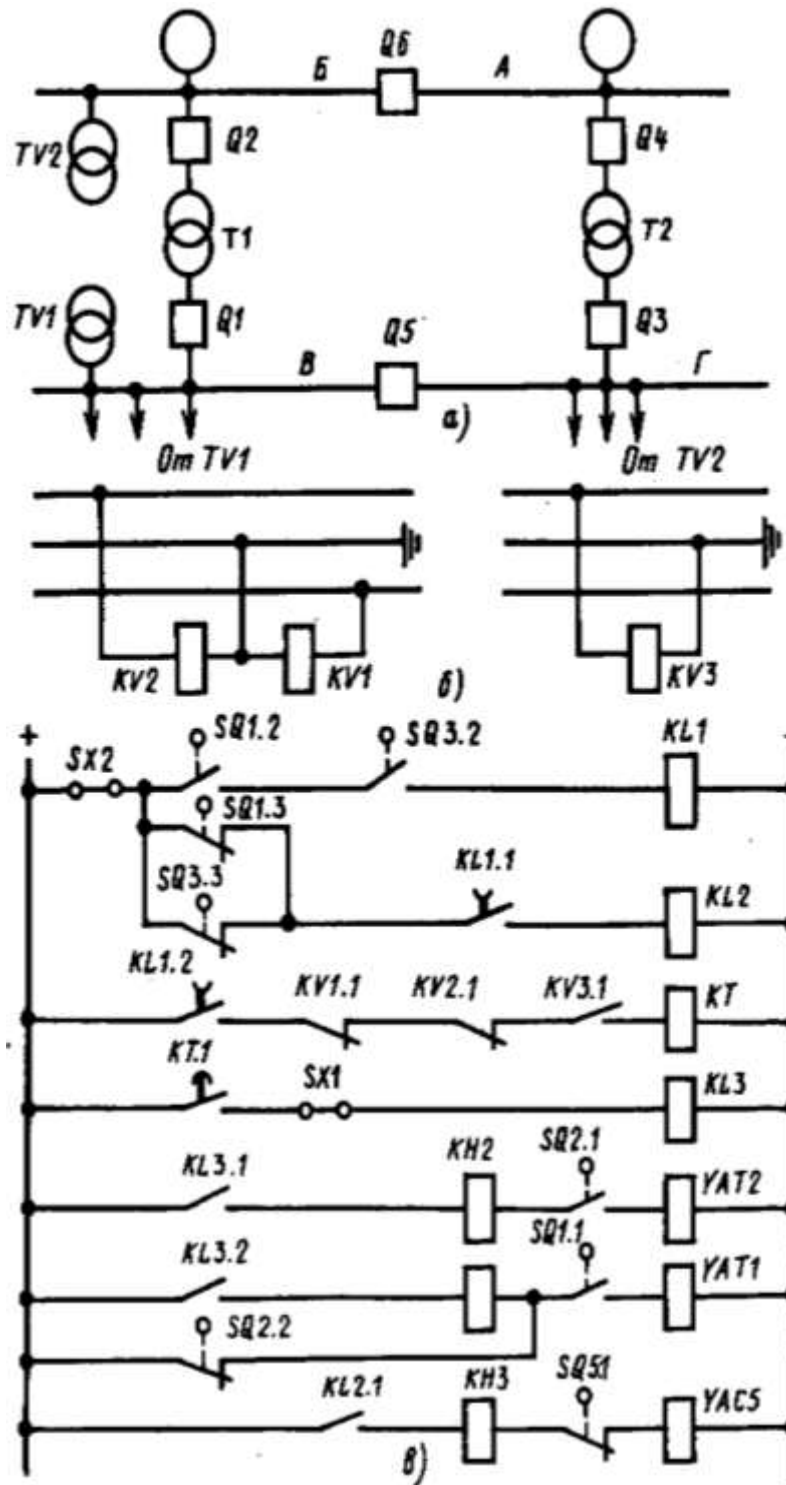 Б Q6 А
Q2 Q4
TV2
T1 T2
TV1 Q1 Q3
В Q5 Г
а)
От TV1 От TV2
KV2 KV1 KV3
б)
+ SX2 SQ1.2 SQ3.2 KL1 -
SQ1.3
SQ3.3 KL1.1 KL2
KL1.2 KV1.1 KV2.1 KV3.1 KT
KT.1 SX1 KL3
KL3.1 KH2 SQ2.1 YAT2
KL3.2 SQ1.1 YAT1
SQ2.2
KL2.1 KH3 SQ5.1 YAC5
в)